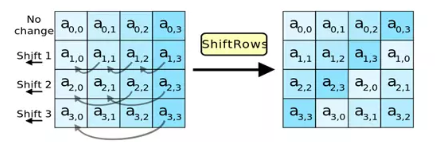 No change
a0,0 a0,1 a0,2 a0,3
Shift 1
a1,0 a1,1 a1,2 a1,3
Shift 2
a2,0 a2,1 a2,2 a2,3
Shift 3
a3,0 a3,1 a3,2 a3,3
ShiftRows
a0,0 a0,1 a0,2 a0,3
a1,1 a1,2 a1,3 a1,0
a2,2 a2,3 a2,0 a2,1
a3,3 a3,0 a3,1 a3,2